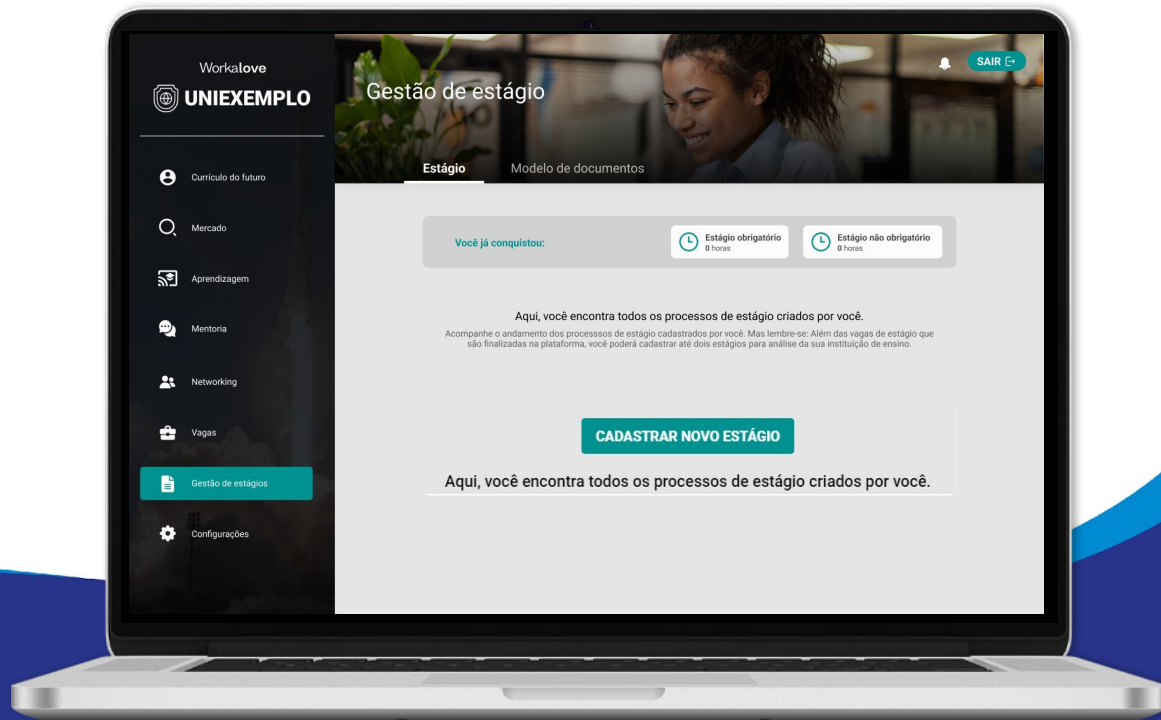 Workalove
UNIEXEMPLO
Currículo do futuro
Mercado
Aprendizagem
Mentoria
Networking
Vagas
Gestão de estágios
Configurações
SAIR
Gestão de estágio
Estágio
Modelo de documentos
Você já conquistou:
Estágio obrigatório
0 horas
Estágio não obrigatório
0 horas
Aqui, você encontra todos os processos de estágio criados por você.
Acompanhe o andamento dos processsos de estágio cadastrados por você. Mas lembre-se: Além das vagas de estágio que
são finalizadas na plataforma, você poderá cadastrar até dois estágios para análise da sua instituição de ensino.
CADASTRAR NOVO ESTÁGIO
Aqui, você encontra todos os processos de estágio criados por você.